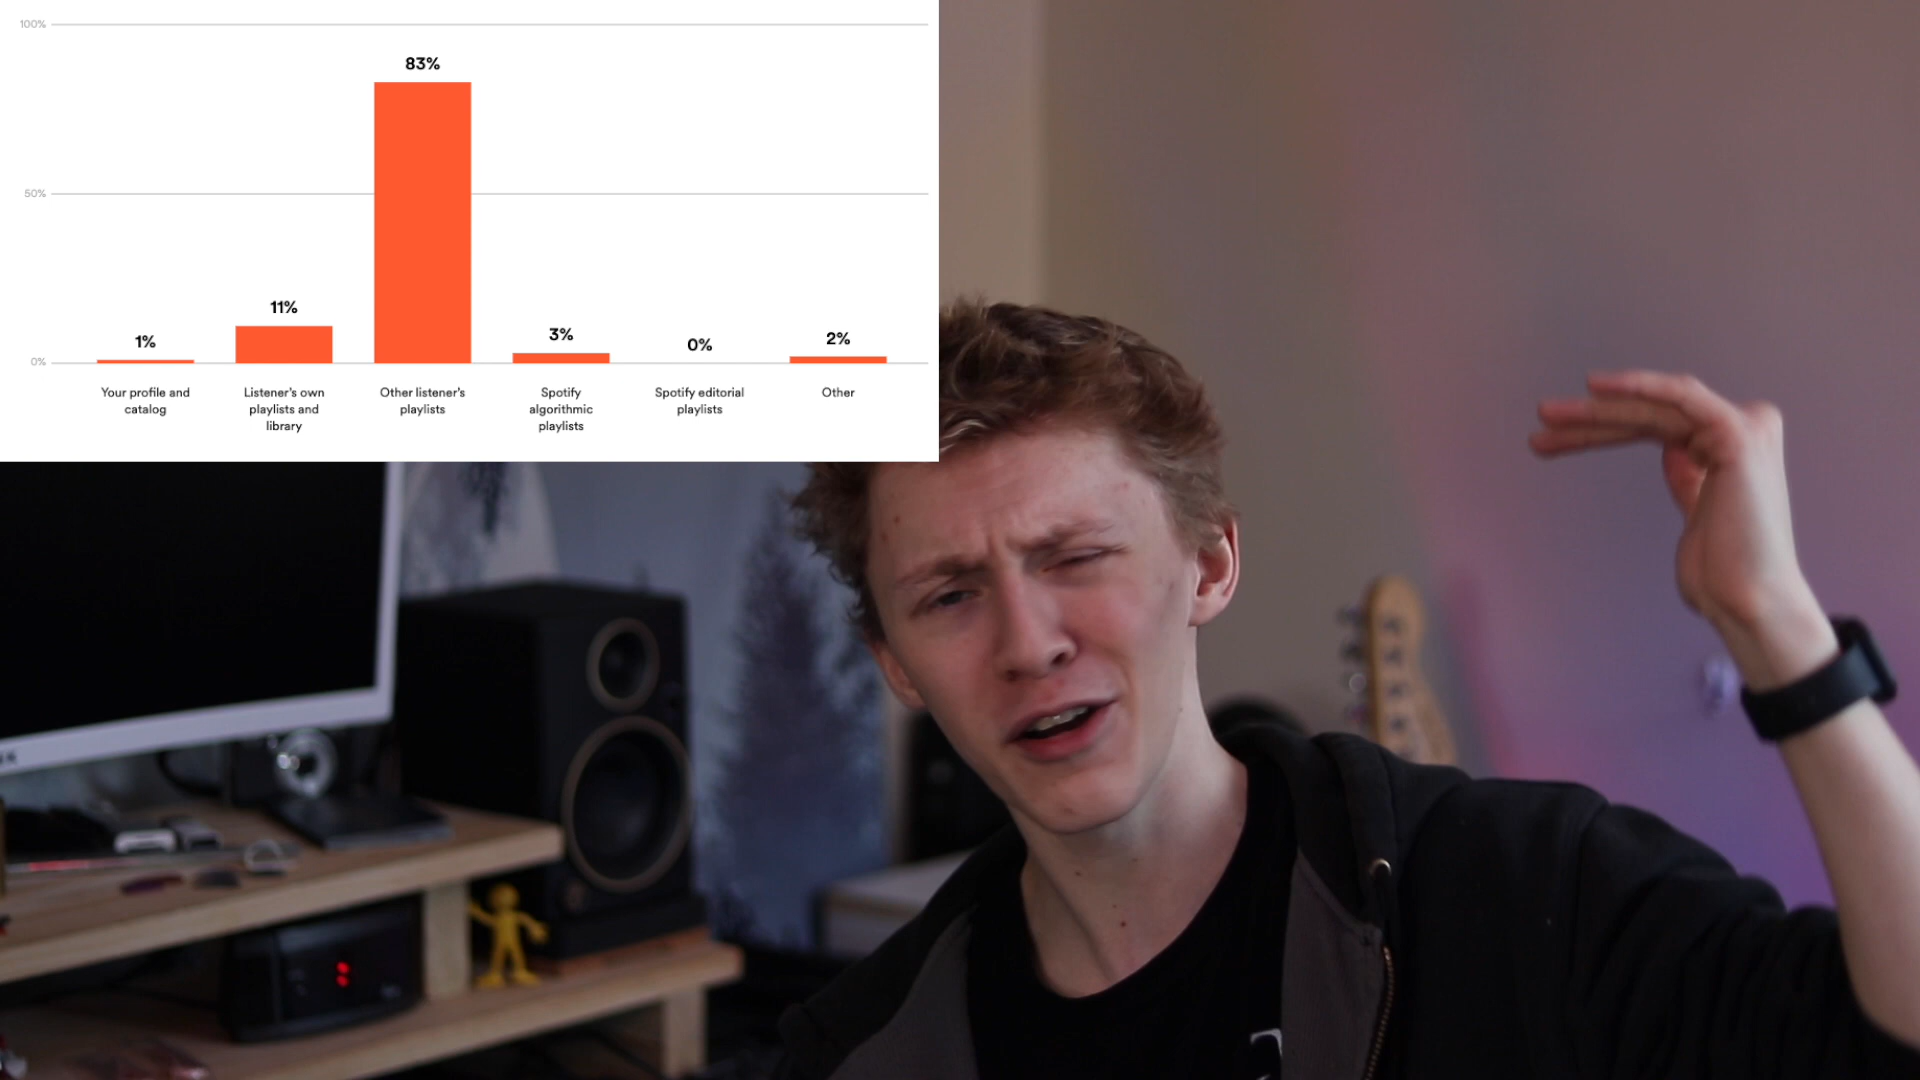 100%
83%
50%
11%
3%
2%
1%
0%
0%
Your profile and
catalog
Listener's own
playlists and
library
Other listener's
playlists
Spotify
algorithmic
playlists
Spotify editorial
playlists
Other